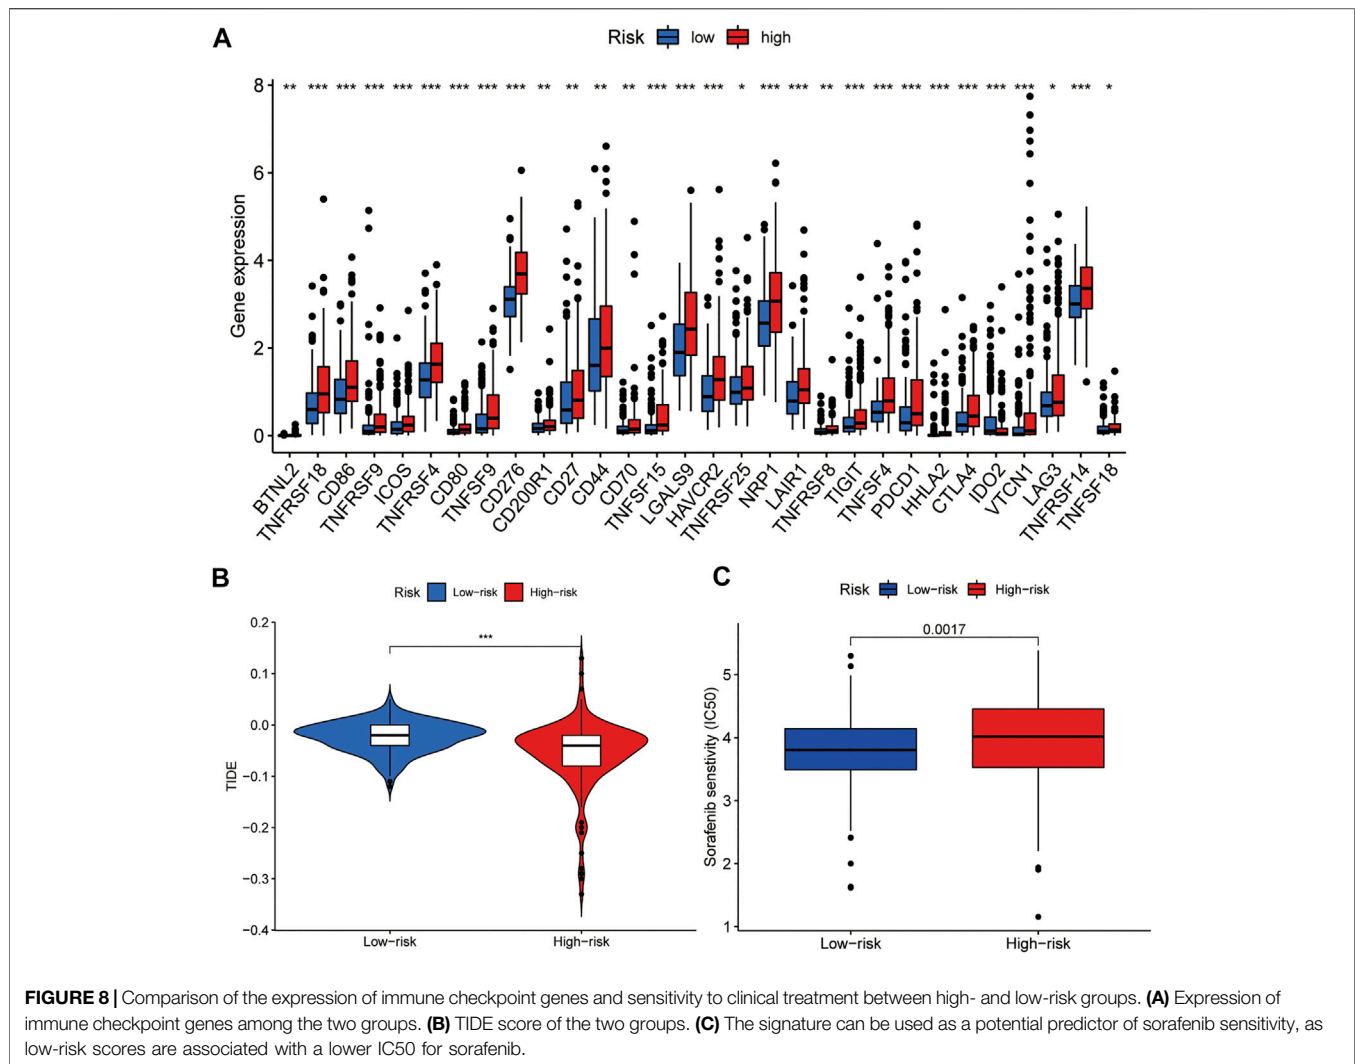 A
Risk low high
8
6
4
2
0
Gene expression
** *** *** *** *** *** *** *** *** ** ** ** ** *** *** *** * *** *** ** *** *** *** *** *** *** *** * *** *
BTNL2
TNFRSF18
CD86
TNFRSF9
ICOS
TNFRSF4
CD80
TNFSF9
CD276
CD200R1
CD27
CD44
CD70
TNFSF15
LGALS9
HAVCR2
TNFRSF25
NRP1
LAIR1
TNFRSF8
TIGIT
TNFSF4
PDCD1
HHLA2
CTLA4
IDO2
VTCN1
LAG3
TNFRSF14
TNFSF18
B
Risk Low−risk High−risk
0.2
0.1
0.0
−0.1
−0.2
−0.3
−0.4
TIDE
***
Low−risk High−risk
C
Risk Low−risk High−risk
0.0017
5
4
3
2
1
Sorafenib senstivity (IC50)
Low−risk High−risk
FIGURE 8 | Comparison of the expression of immune checkpoint genes and sensitivity to clinical treatment between high- and low-risk groups. (A) Expression of
immune checkpoint genes among the two groups. (B) TIDE score of the two groups. (C) The signature can be used as a potential predictor of sorafenib sensitivity, as
low-risk scores are associated with a lower IC50 for sorafenib.